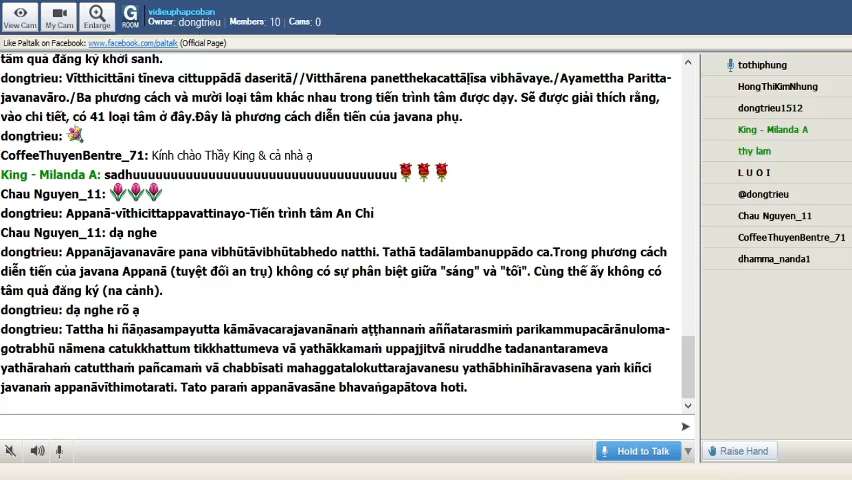 View Cam
My Cam
Enlarge
G
ROOM
vidieuphapcoban
Owner: dongtrieu | Members: 10 | Cams: 0
Like Paltalk on Facebook: www.facebook.com/paltalk (Official Page)
tâm quả đăng ký khởi sanh.
dongtrieu: Vīthicittāni tīneva cittuppādā daseritā//Vitthārena panetthekacattāḷīsa vibhāvaye./Ayamettha Paritta-
javanavāro./Ba phương cách và mười loại tâm khác nhau trong tiến trình tâm được dạy. Sẽ được giải thích rằng,
vào chi tiết, có 41 loại tâm ở đây.Đây là phương cách diễn tiến của javana phụ.
dongtrieu:
CoffeeThuyenBentre_71: Kính chào Thầy King & cả nhà ạ
King - Milanda A: sadhuuuuuuuuuuuuuuuuuuuuuuuuuuuuuuuuuuu
Chau Nguyen_11:
dongtrieu: Appanā-vīthicittappavattinayo-Tiến trình tâm An Chỉ
Chau Nguyen_11: dạ nghe
dongtrieu: Appanājavanavāre pana vibhūtāvibhūtabhedo natthi. Tathā tadālambanuppādo ca.Trong phương cách
diễn tiến của javana Appanā (tuyệt đối an trụ) không có sự phân biệt giữa "sáng" và "tối". Cùng thế ấy không có
tâm quả đăng ký (na cảnh).
dongtrieu: dạ nghe rõ ạ
dongtrieu: Tattha hi ñāṇasampayutta kāmāvacarajavanānaṁ aṭṭhannaṁ aññatarasmiṁ parikammupacārānuloma-
gotrabhū nāmena catukkhattum tikkhattumeva vā yathākkamaṁ uppajjitvā niruddhe tadanantarameva
yathārahaṁ catutthaṁ pañcamaṁ vā chabbīsati mahaggatalokuttarajavanesu yathābhinīhāravasena yaṁ kiñci
javanaṁ appanāvīthimotarati. Tato paraṁ appanāvasāne bhavaṅgapātova hoti.
tothiphung
HongThiKimNhung
dongtrieu1512
King - Milanda A
thy lam
L U O I
@dongtrieu
Chau Nguyen_11
CoffeeThuyenBentre_71
dhamma_nanda1
Hold to Talk
Raise Hand